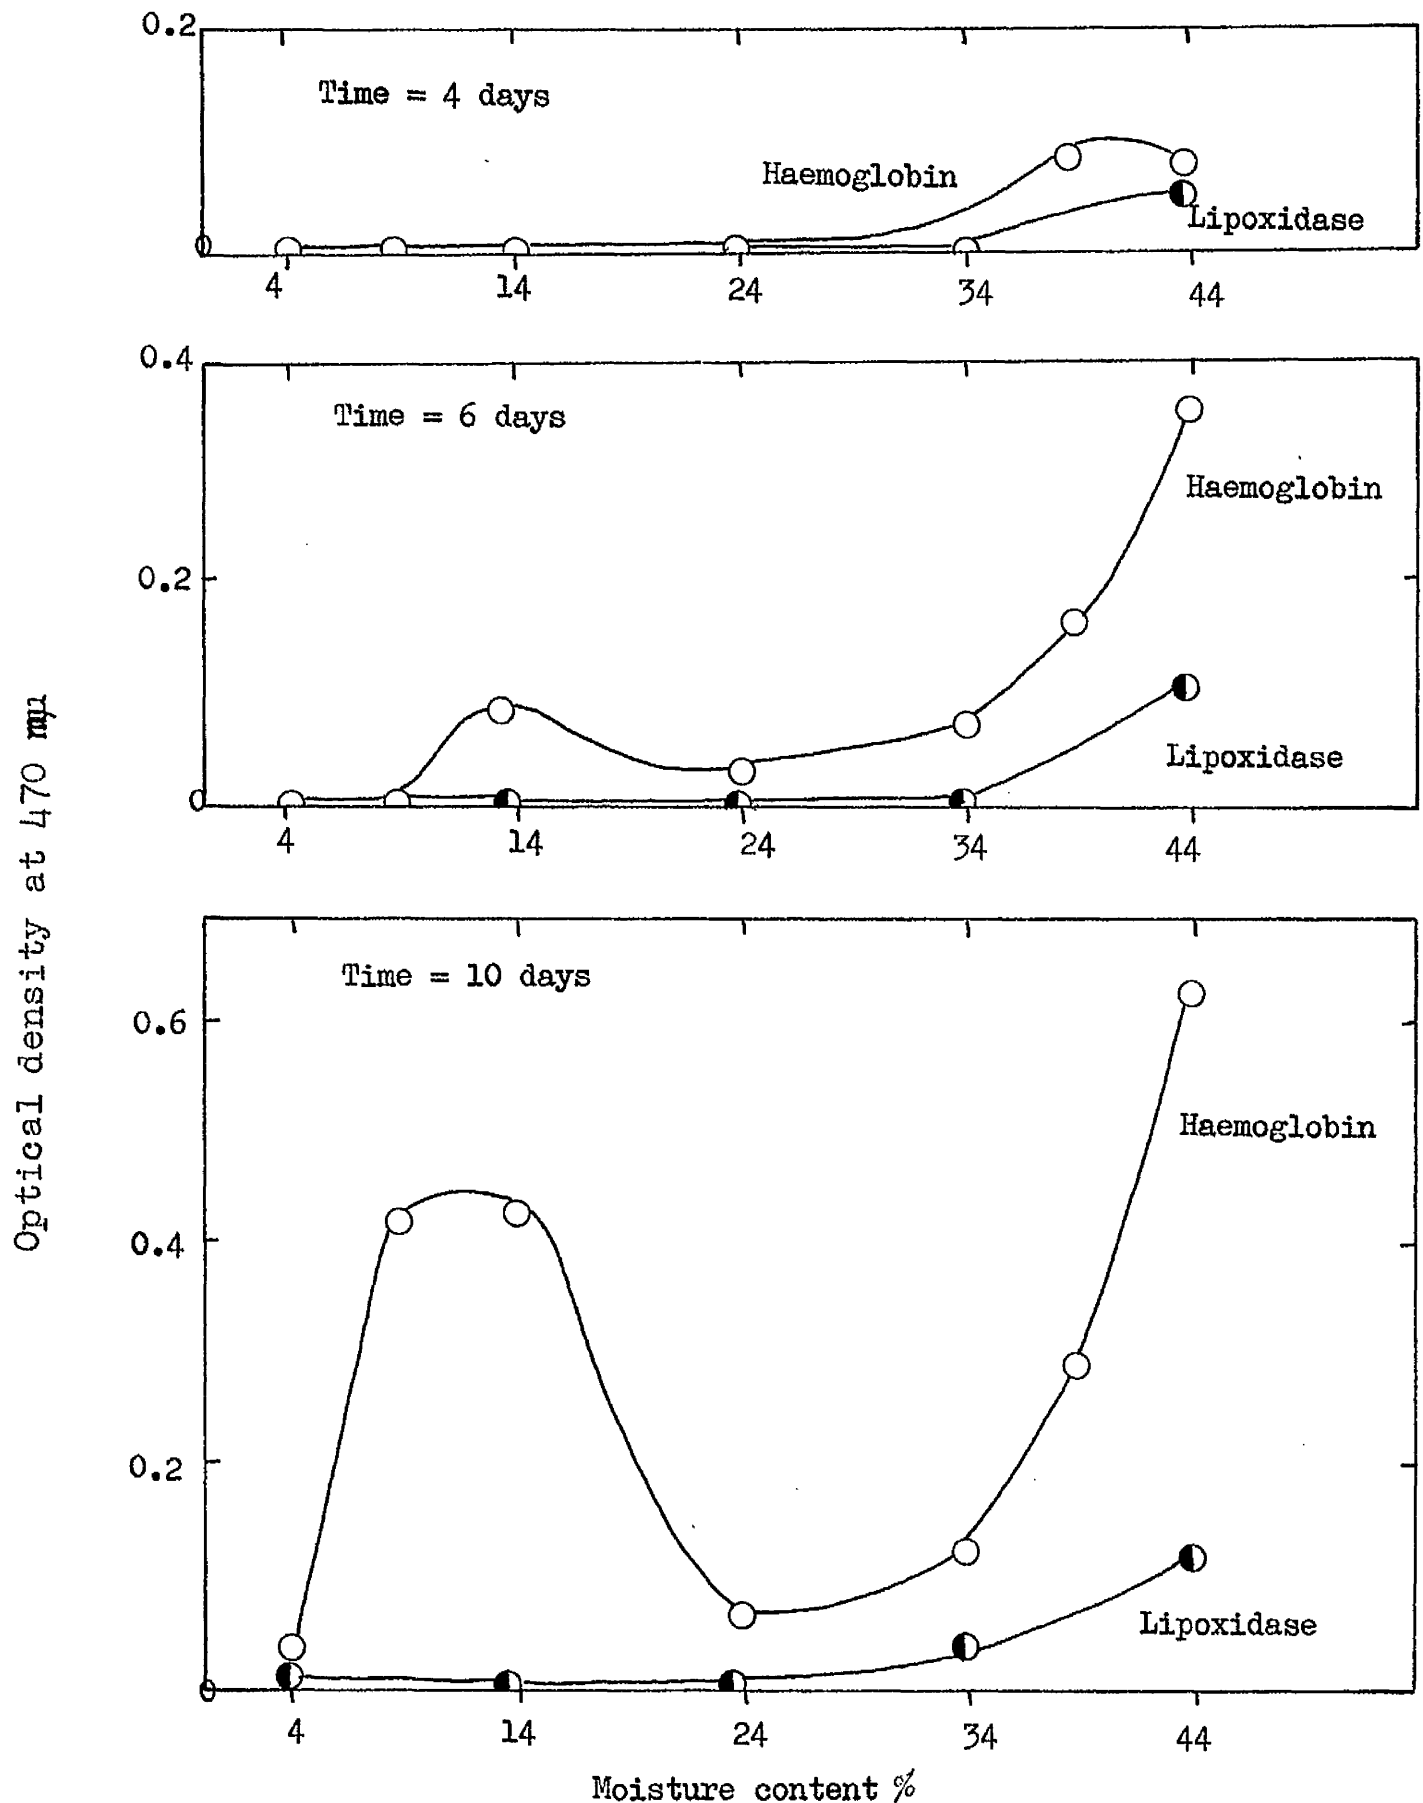 0.2
Time = 4 days
Haemoglobin
Lipoxidase
0
4 14 24 34 44
0.4
Time = 6 days
Haemoglobin
0.2
Lipoxidase
0
4 14 24 34 44
Optical density at 470 mμ
Time = 10 days
0.6
Haemoglobin
0.4
0.2
Lipoxidase
0
4 14 24 34 44
Moisture content %